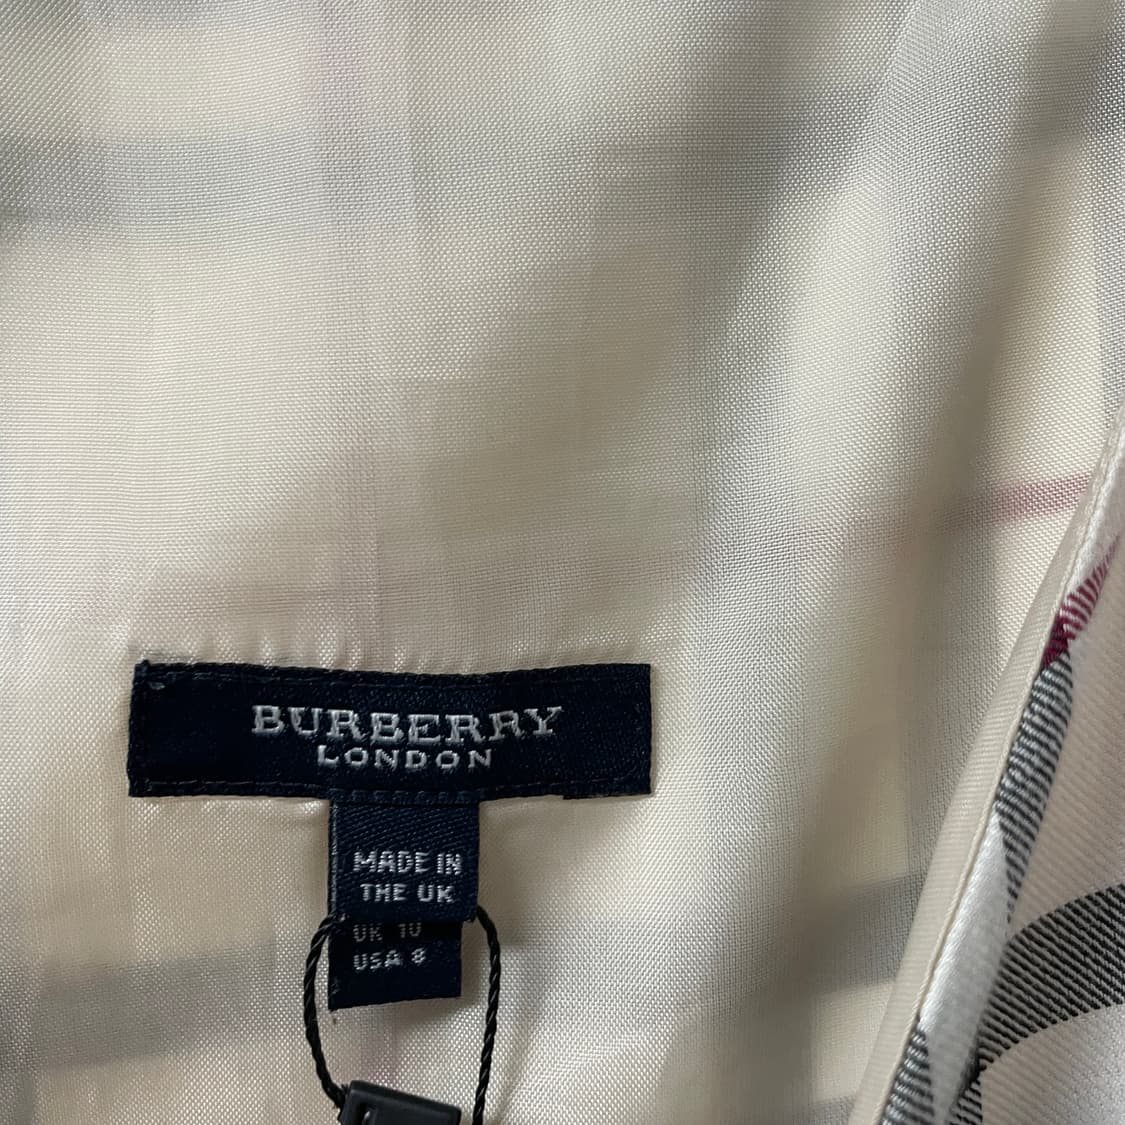 BURBERRY
LONDON
MADE IN
THE UK
UK 10
USA 8